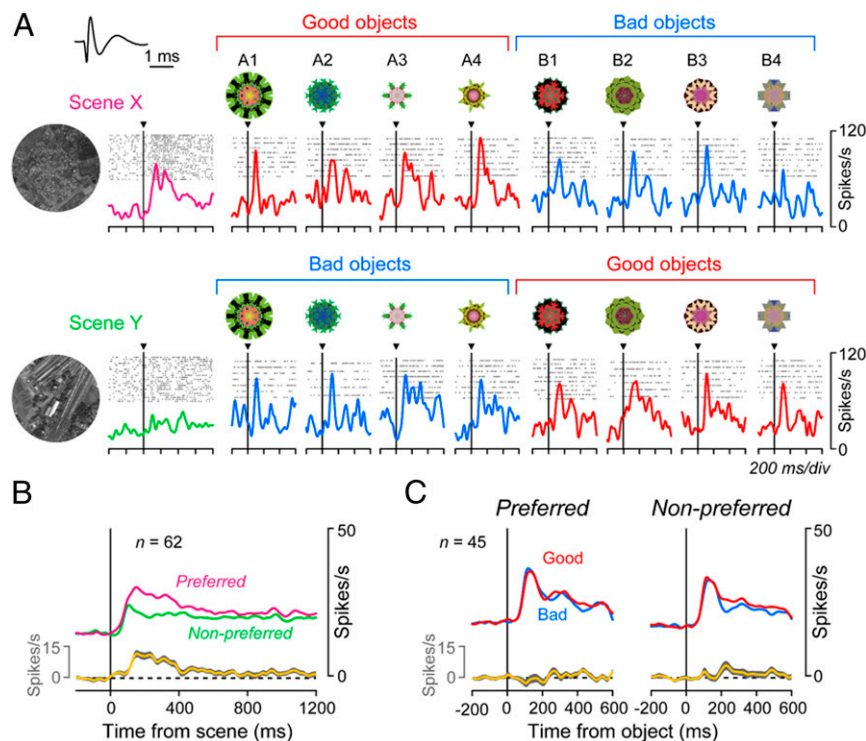 A
1 ms
Good objects
Bad objects
A1 A2 A3 A4 B1 B2 B3 B4
Scene X
120
Spikes/s
0
Bad objects
Good objects
Scene Y
120
Spikes/s
0
200 ms/div
B
n = 62
Preferred
Non-preferred
50
Spikes/s
0
15
Spikes/s
0
0 400 800 1200
Time from scene (ms)
C
Preferred Non-preferred
n = 45
Good
Bad
50
Spikes/s
0
15
Spikes/s
0
-200 0 200 400 600 -200 0 200 400 600
Time from object (ms)